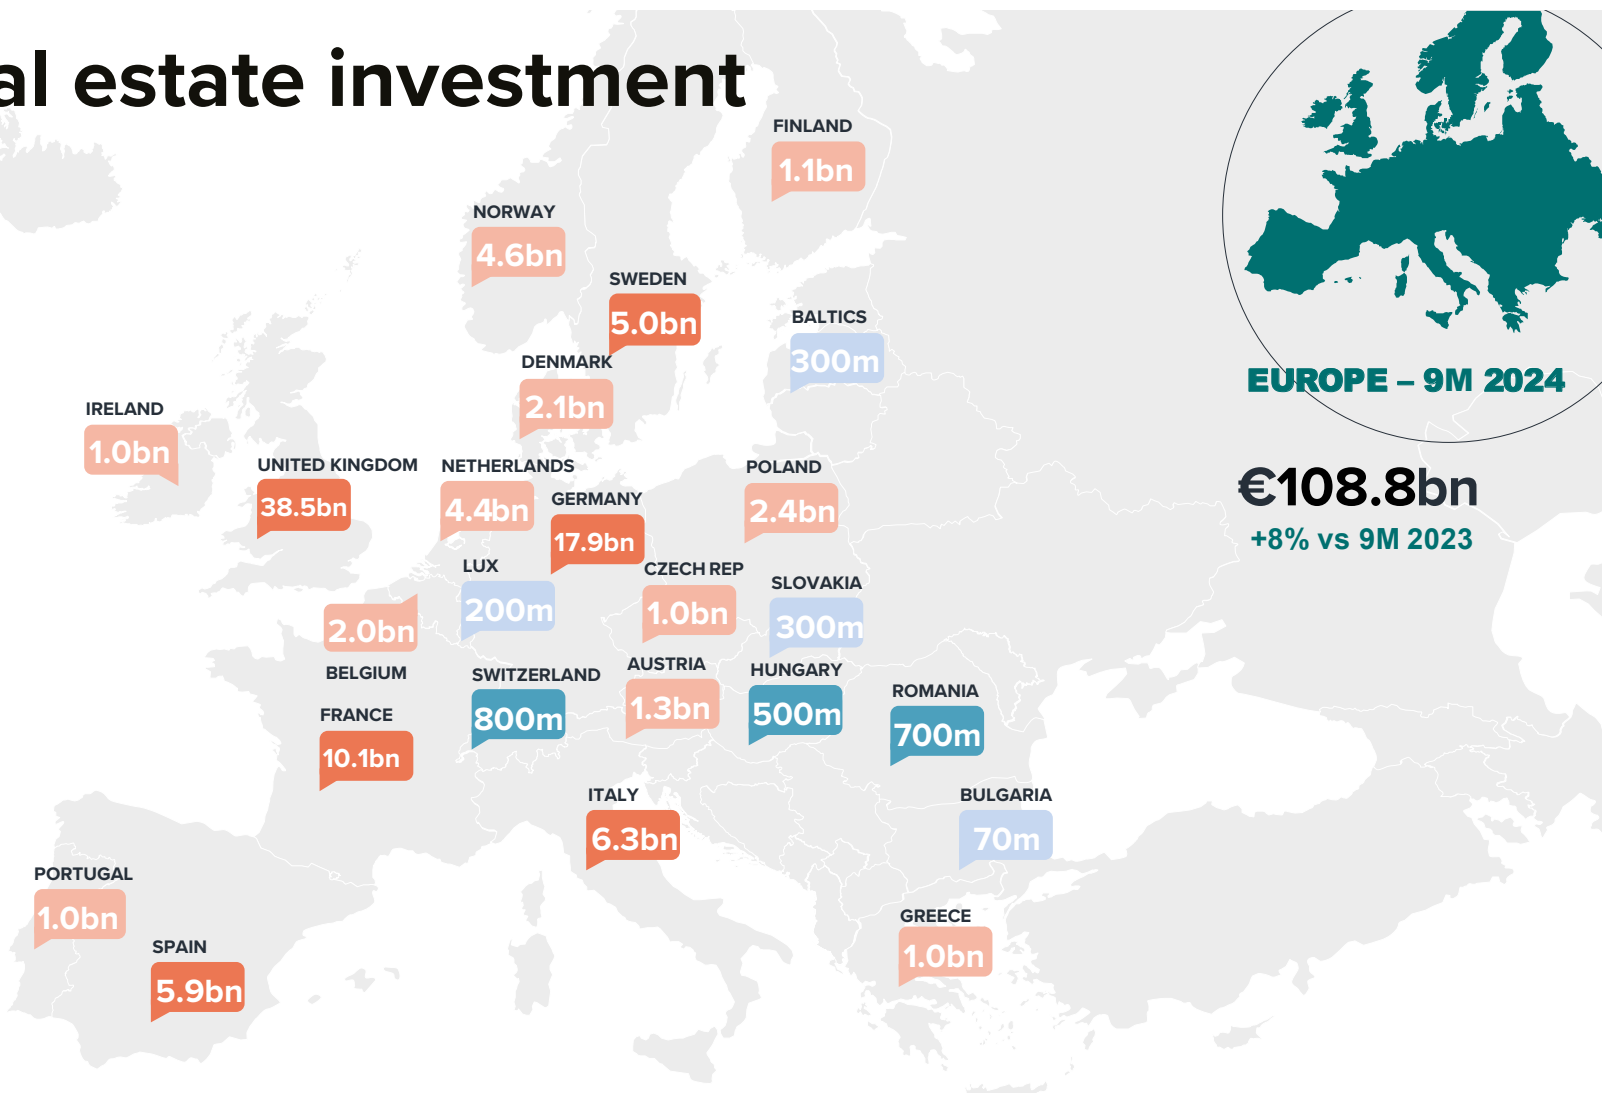 al estate investment
FINLAND
1.1bn
NORWAY
4.6bn
SWEDEN
5.0bn
BALTICS
300m
DENMARK
2.1bn
EUROPE – 9M 2024
IRELAND
1.0bn
UNITED KINGDOM
38.5bn
NETHERLANDS
4.4bn
GERMANY
17.9bn
POLAND
2.4bn
€108.8bn
+8% vs 9M 2023
LUX
200m
CZECH REP
1.0bn
SLOVAKIA
300m
2.0bn
BELGIUM
SWITZERLAND
800m
AUSTRIA
1.3bn
HUNGARY
500m
ROMANIA
700m
FRANCE
10.1bn
ITALY
6.3bn
BULGARIA
70m
PORTUGAL
1.0bn
SPAIN
5.9bn
GREECE
1.0bn